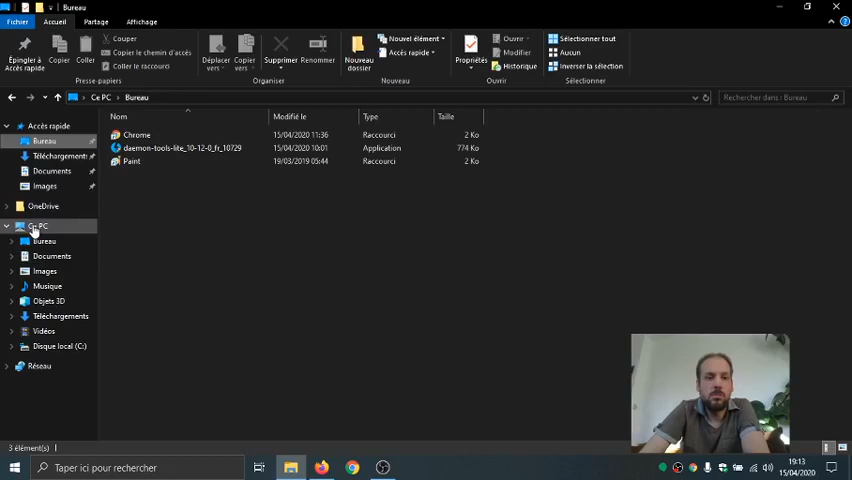 Bureau
Fichier Accueil Partage Affichage
Épingler à Accès rapide
Copier
Coller
Couper
Copier le chemin d'accès
Coller le raccourci
Presse-papiers
Déplacer vers
Copier vers
Supprimer
Renommer
Organiser
Nouveau dossier
Nouvel élément
Accès rapide
Nouveau
Propriétés
Ouvrir
Modifier
Historique
Ouvrir
Sélectionner tout
Aucun
Inverser la sélection
Sélectionner
Ce PC > Bureau
Rechercher dans : Bureau
Nom Modifié le Type Taille
Chrome 15/04/2020 11:36 Raccourci 2 Ko
daemon-tools-lite_10-12-0_fr_10729 15/04/2020 10:01 Application 774 Ko
Paint 19/03/2019 05:44 Raccourci 2 Ko
Accès rapide
Bureau
Téléchargement
Documents
Images
OneDrive
Ce PC
Bureau
Documents
Images
Musique
Objets 3D
Téléchargements
Vidéos
Disque local (C:)
Réseau
3 élément(s)
Taper ici pour rechercher
19:13
15/04/2020